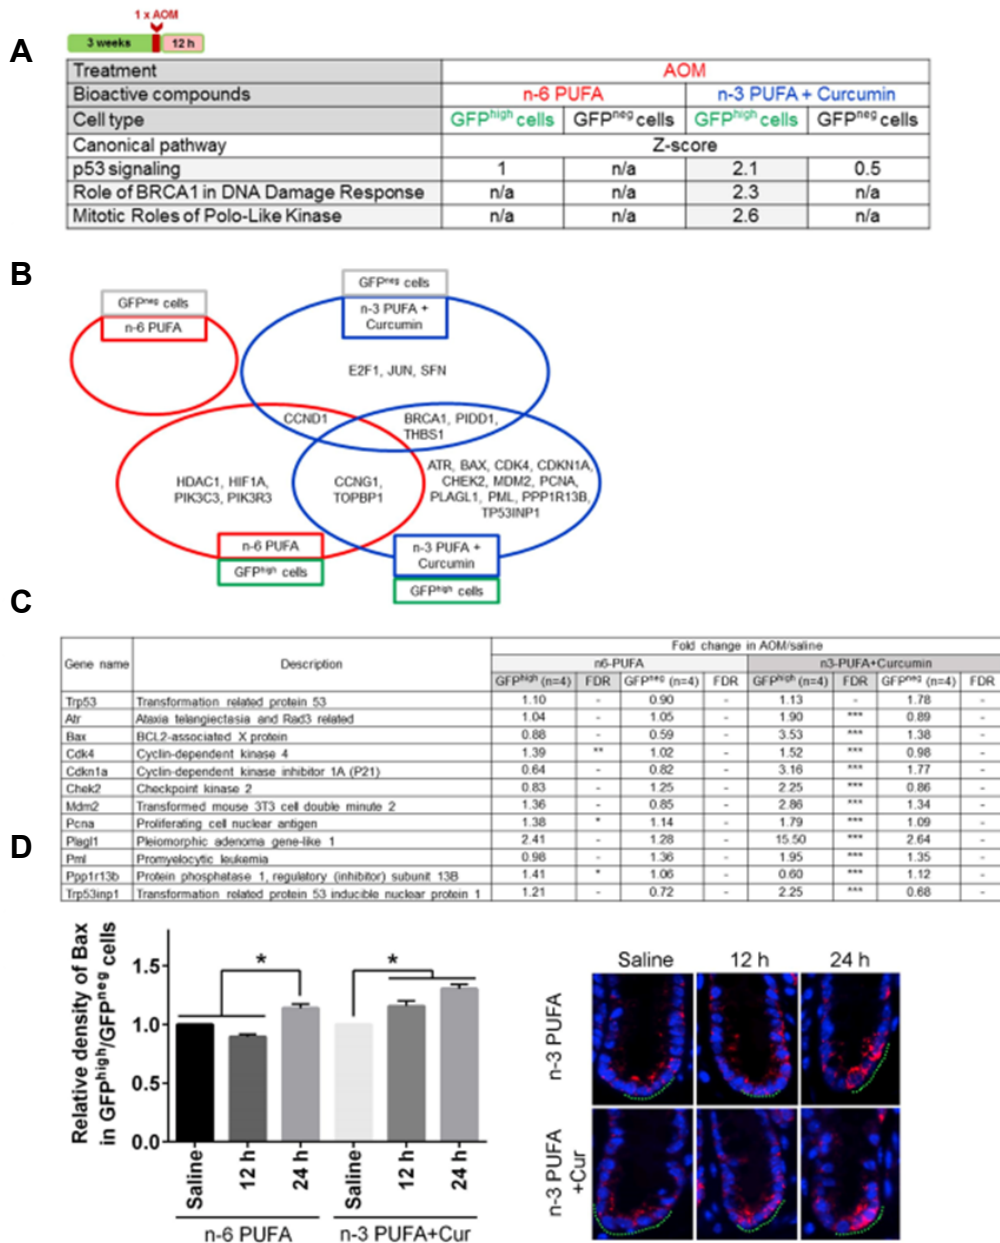 A
1 x AOM
3 weeks 12 h
Treatment AOM
Bioactive compounds n-6 PUFA n-3 PUFA + Curcumin
Cell type GFPhigh cells GFPneg cells GFPhigh cells GFPneg cells
Canonical pathway Z-score
p53 signaling 1 n/a 2.1 0.5
Role of BRCA1 in DNA Damage Response n/a n/a 2.3 n/a
Mitotic Roles of Polo-Like Kinase n/a n/a 2.6 n/a
B
GFPneg cells
n-6 PUFA
GFPneg cells
n-3 PUFA +
Curcumin
E2F1, JUN, SFN
CCND1
BRCA1, PIDD1,
THBS1
HDAC1, HIF1A,
PIK3C3, PIK3R3
CCNG1,
TOPBP1
ATR, BAX, CDK4, CDKN1A,
CHEK2, MDM2, PCNA,
PLAGL1, PML, PPP1R13B,
TP53INP1
n-6 PUFA
GFPhigh cells
n-3 PUFA +
Curcumin
GFPhigh cells
C
Gene name Description Fold change in AOM/saline
n6-PUFA n3-PUFA+Curcumin
GFPhigh (n=4) FDR GFPneg (n=4) FDR GFPhigh (n=4) FDR GFPneg (n=4) FDR
Trp53 Transformation related protein 53 1.10 - 0.90 - 1.13 - 1.78 -
Atr Ataxia telangiectasia and Rad3 related 1.04 - 1.05 - 1.90 *** 0.89 -
Bax BCL2-associated X protein 0.88 - 0.59 - 3.53 *** 1.38 -
Cdk4 Cyclin-dependent kinase 4 1.39 ** 1.02 - 1.52 *** 0.98 -
Cdkn1a Cyclin-dependent kinase inhibitor 1A (P21) 0.64 - 0.82 - 3.16 *** 1.77 -
Chek2 Checkpoint kinase 2 0.83 - 1.25 - 2.25 *** 0.86 -
Mdm2 Transformed mouse 3T3 cell double minute 2 1.36 - 0.85 - 2.86 *** 1.34 -
Pcna Proliferating cell nuclear antigen 1.38 * 1.14 - 1.79 *** 1.09 -
Plagl1 Pleiomorphic adenoma gene-like 1 2.41 - 1.28 - 15.50 *** 2.64 -
Pml Promyelocytic leukemia 0.98 - 1.36 - 1.95 *** 1.35 -
Ppp1r13b Protein phosphatase 1, regulatory (inhibitor) subunit 13B 1.41 * 1.06 - 0.60 *** 1.12 -
Trp53inp1 Transformation related protein 53 inducible nuclear protein 1 1.21 - 0.72 - 2.25 *** 0.68 -
D
Relative density of Bax
in GFPhigh/GFPneg cells
1.5
1.0
0.5
0.0
* *
Saline 12 h 24 h Saline 12 h 24 h
n-6 PUFA n-3 PUFA+Cur
Saline 12 h 24 h
n-3 PUFA
n-3 PUFA
+Cur